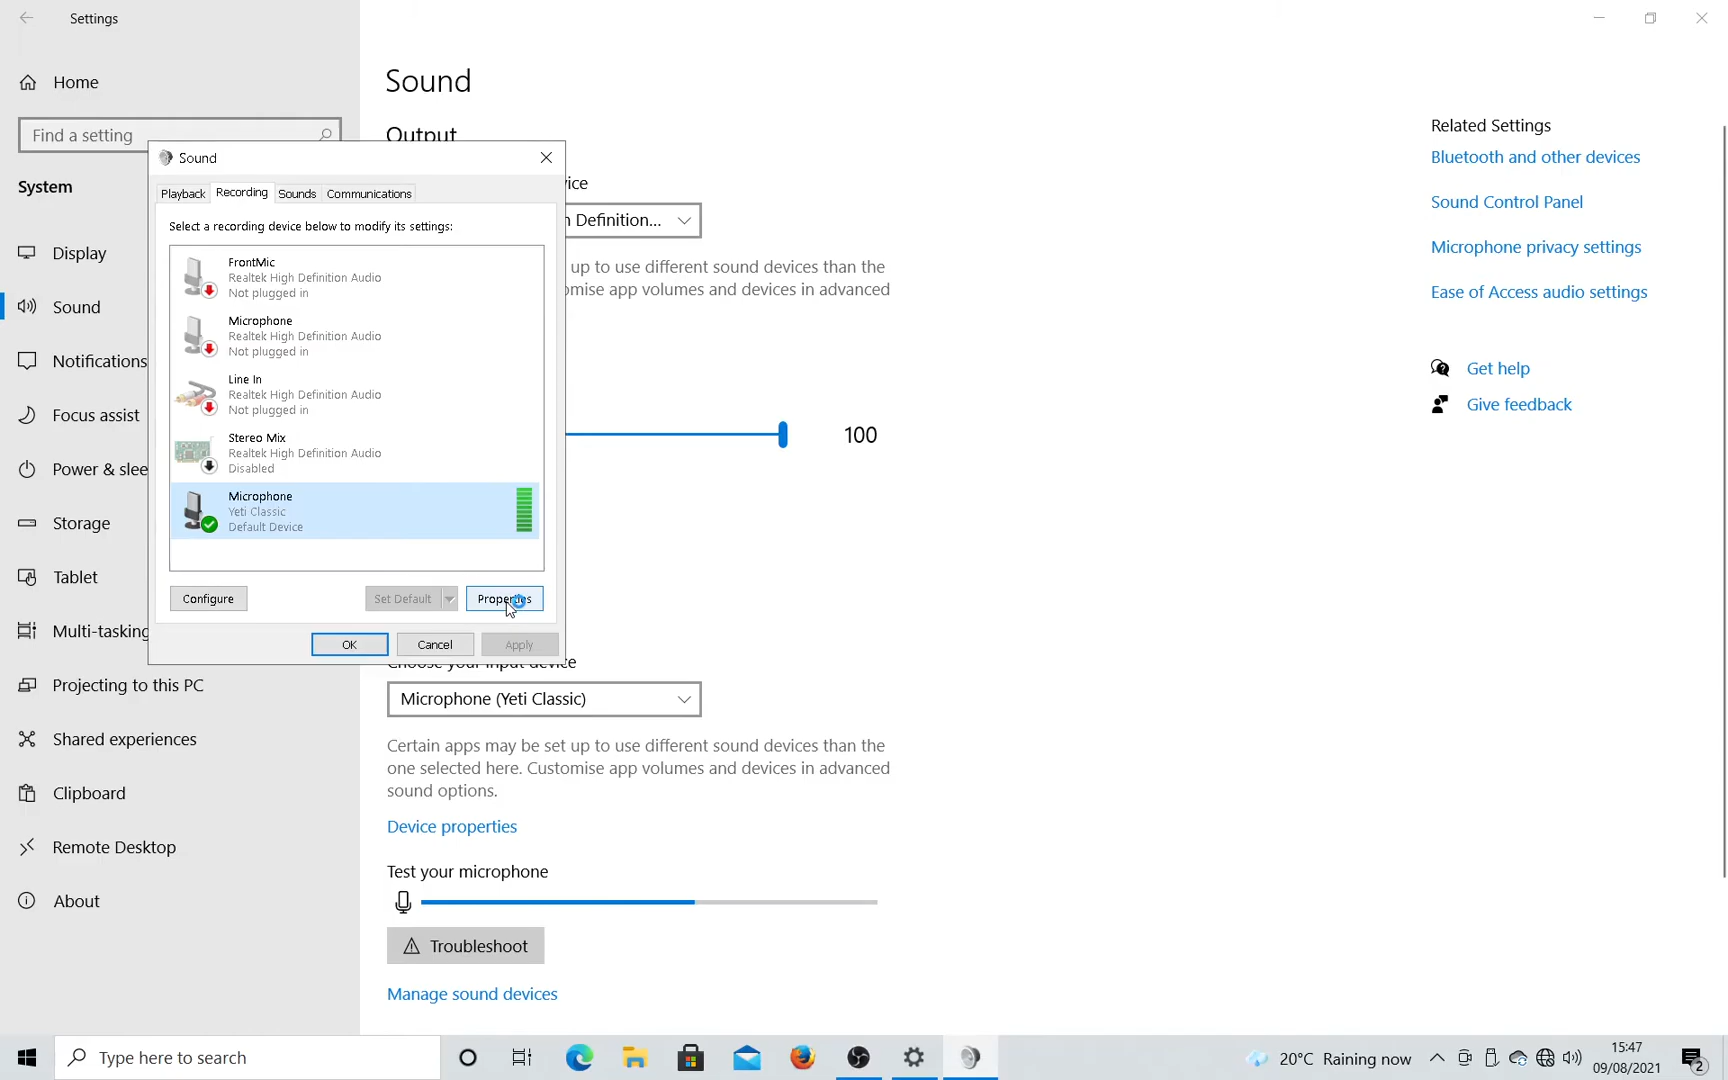 Settings
Home
Find a setting
System
Display
Sound
Notifications
Focus assist
Power & slee
Storage
Tablet
Multi-tasking
Projecting to this PC
Shared experiences
Clipboard
Remote Desktop
About
Sound
Playback Recording Sounds Communications
Select a recording device below to modify its settings:
FrontMic
Realtek High Definition Audio
Not plugged in
Microphone
Realtek High Definition Audio
Not plugged in
Line In
Realtek High Definition Audio
Not plugged in
Stereo Mix
Realtek High Definition Audio
Disabled
Microphone
Yeti Classic
Default Device
Configure Set Default Properties
OK Cancel Apply
Sound
Output
vice
n Definition...
up to use different sound devices than the
omise app volumes and devices in advanced
100
Choose your input device
Microphone (Yeti Classic)
Certain apps may be set up to use different sound devices than the
one selected here. Customise app volumes and devices in advanced
sound options.
Device properties
Test your microphone
Troubleshoot
Manage sound devices
Related Settings
Bluetooth and other devices
Sound Control Panel
Microphone privacy settings
Ease of Access audio settings
Get help
Give feedback
Type here to search
20°C Raining now
15:47
09/08/2021
2